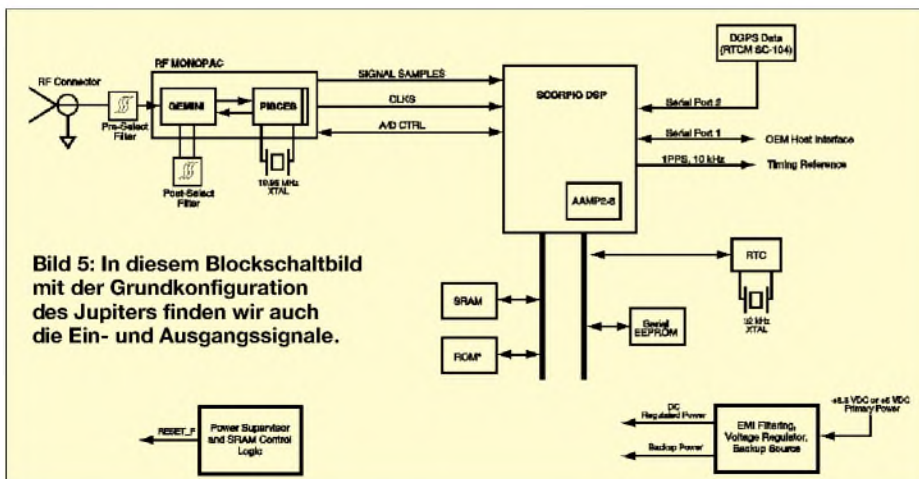 DGPS Data
(RTCM SC-104)
RF MONOPAC
RF Connector
SIGNAL SAMPLES
SCORPIO DSP
Serial Port 2
GEMINI
PISCES
CLKS
Pre-Select
Filter
A/D CTRL
Serial Port 1
OEM Host Interface
1PPS, 10 kHz
Timing Reference
Post-Select
Filter
XTAL
AAMP2-8
Bild 5: In diesem Blockschaltbild
mit der Grundkonfiguration
des Jupiters finden wir auch
die Ein- und Ausgangssignale.
RTC
SRAM
32 kHz
XTAL
Serial
EEPROM
ROM*
VDC or +5 VDC
Primary Power
DC
Regulated Power
RESET_P
Power Supervisor
and SRAM Control
Logic
EMI Filtering,
Voltage Regulator,
Backup Source
Backup Power